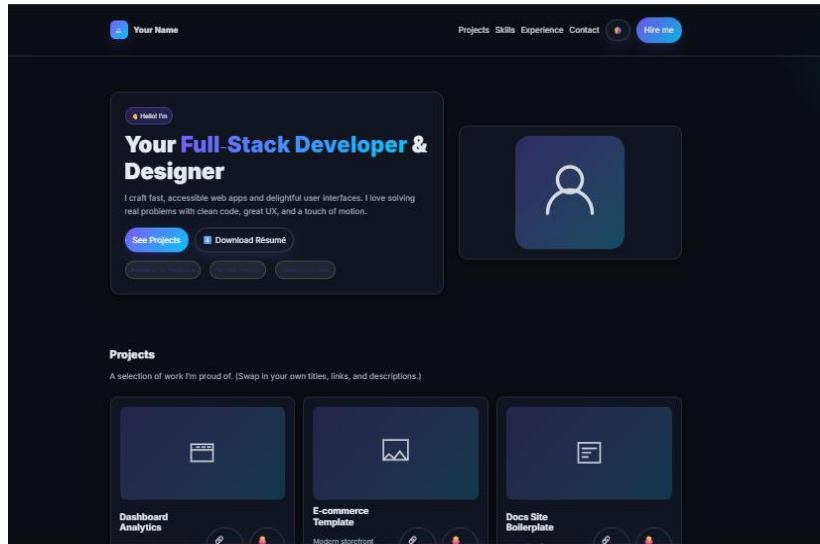 Your Name
Projects Skills Experience Contact Hire me
Hello! I'm
Your Full-Stack Developer &
Designer
I craft fast, accessible web apps and delightful user interfaces. I love solving
real problems with clean code, great UX, and a touch of motion.
See Projects
Download Résumé
Projects
A selection of work I'm proud of. (Swap in your own titles, links, and descriptions.)
Dashboard
Analytics
E-commerce
Template
Modern storefront
Docs Site
Boilerplate